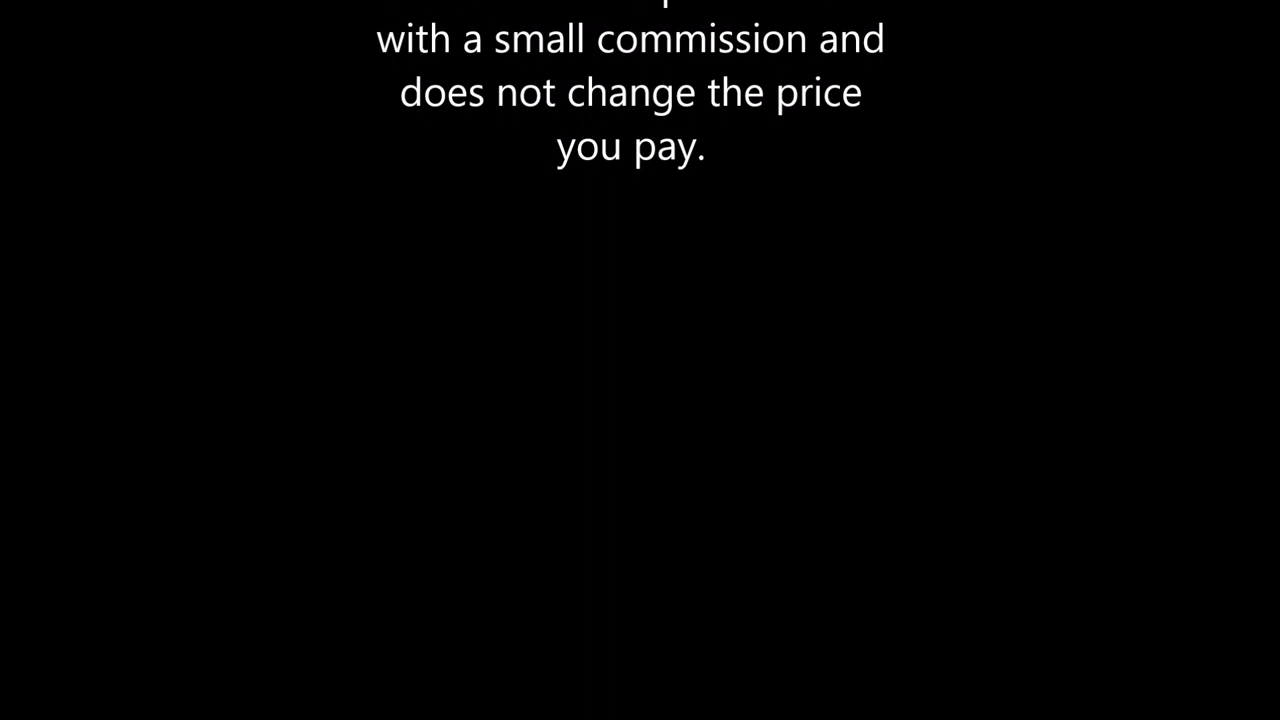 with a small commission and
does not change the price
you pay.